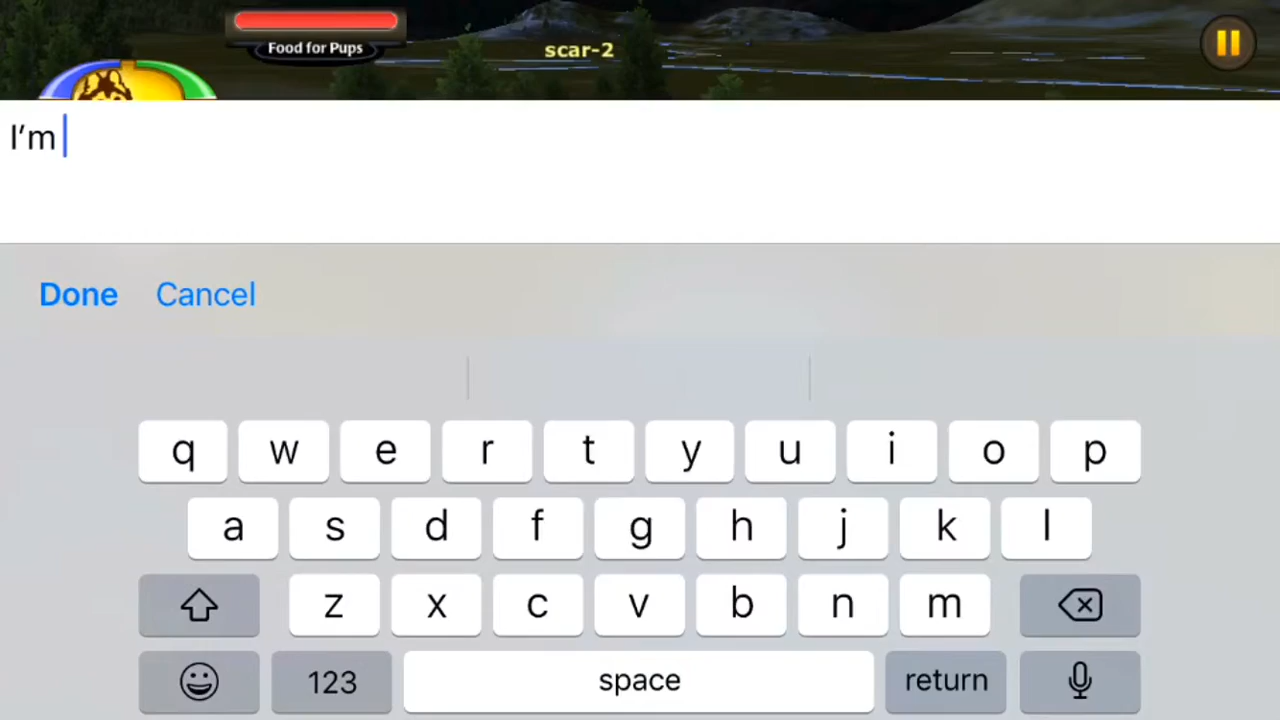 Food for Pups
scar-2
I'm
Done Cancel
q w e r t y u i o p
a s d f g h j k l
z x c v b n m
123 space return